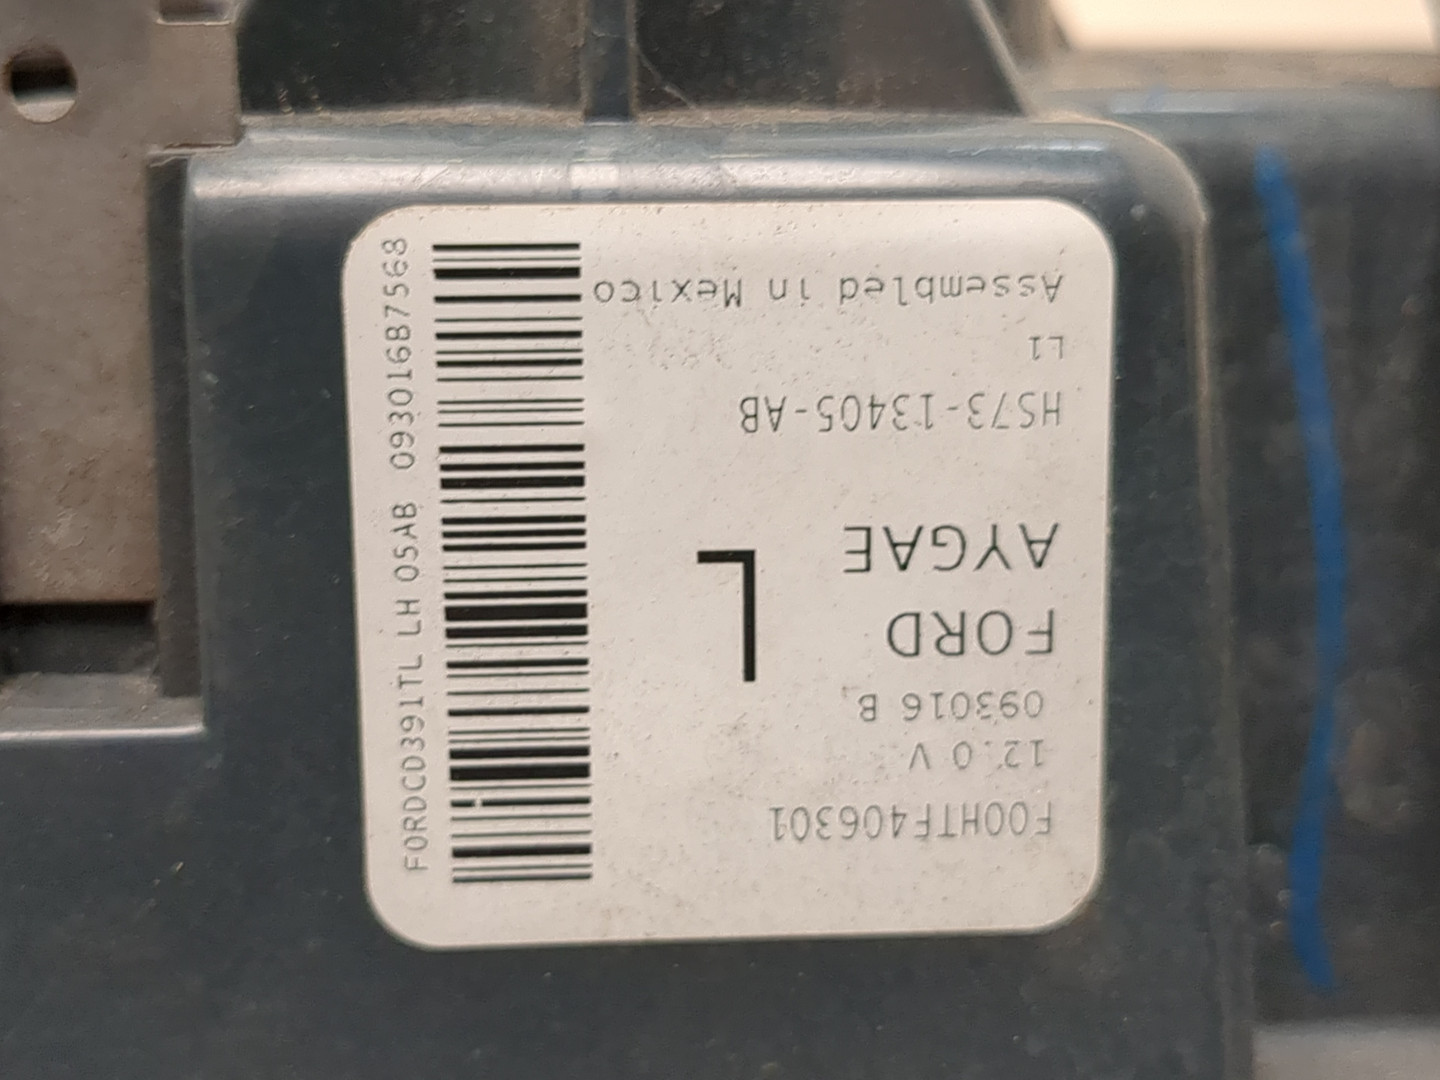 F00HTF406301
12.0 V
093016 B
FORD
L
AYGAE
HS73-13405-AB
L1
Assembled in Mexico
FORDCD391TL LH 05AB 093016B7568